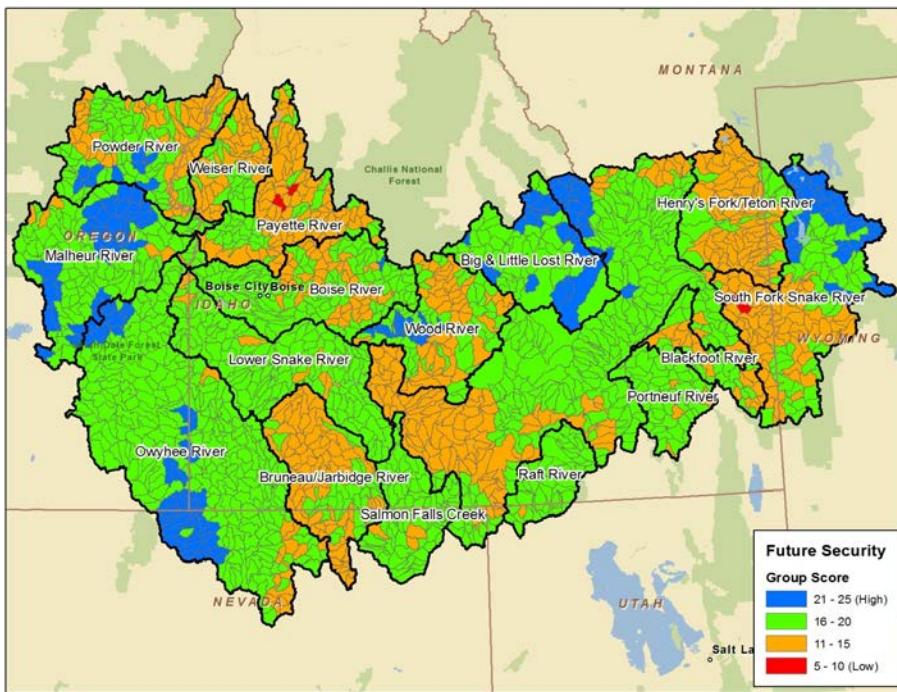 MONTANA
Powder River
Weiser River
Challis National
Forest
Henry's Fork/Teton River
Payette River
OREGON
Malheur River
Big & Little Lost River
Boise City Boise
Boise River
IDAHO
South Fork Snake River
Wood River
WYOMING
State Park
Lower Snake River
Blackfoot River
Portneuf River
Owyhee River
Bruneau/Jarbidge River
Raft River
Salmon Falls Creek
NEVADA
UTAH
Salt La
Future Security
Group Score
21 - 25 (High)
16 - 20
11 - 15
5 - 10 (Low)